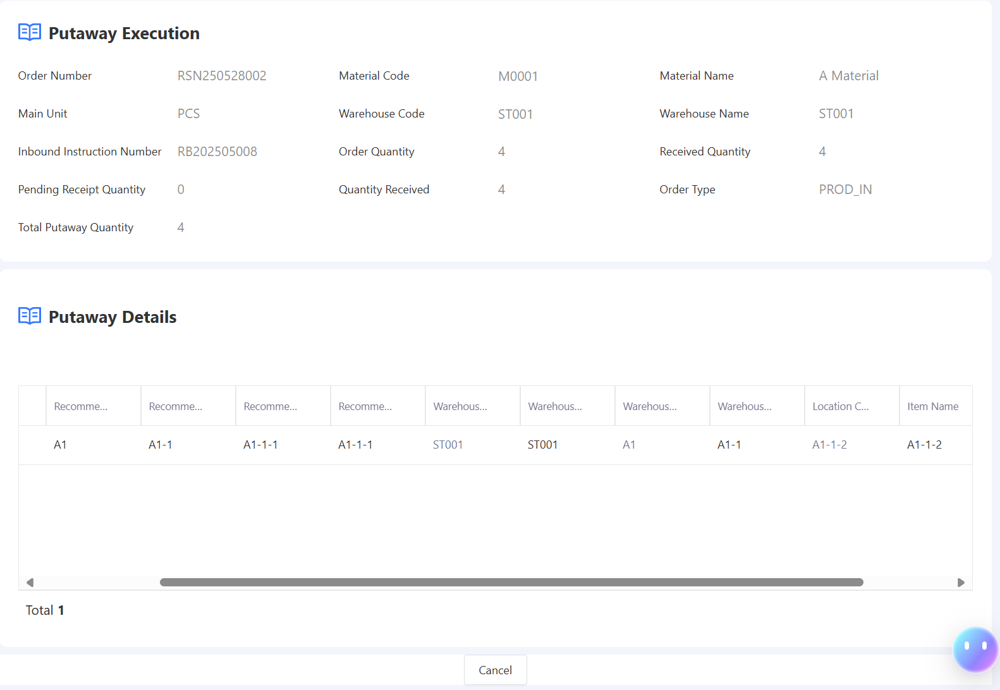 Putaway Execution
Order Number RSN250528002 Material Code M0001 Material Name A Material
Main Unit PCS Warehouse Code ST001 Warehouse Name ST001
Inbound Instruction Number RB202505008 Order Quantity 4 Received Quantity 4
Pending Receipt Quantity 0 Quantity Received 4 Order Type PROD_IN
Total Putaway Quantity 4
Putaway Details
Recomme... Recomme... Recomme... Recomme... Warehous... Warehous... Warehous... Warehous... Location C... Item Name
A1 A1-1 A1-1-1 A1-1-1 ST001 ST001 A1 A1-1 A1-1-2 A1-1-2
Total 1
Cancel